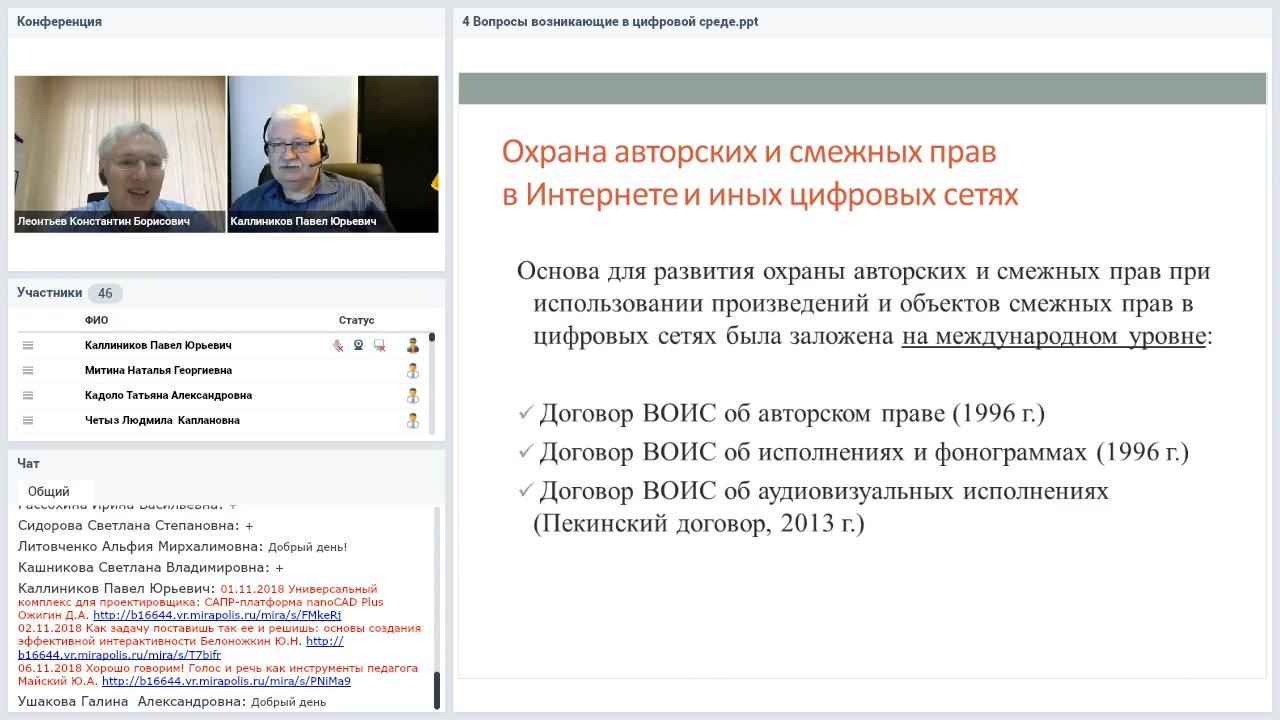 Конференция
Леонтьев Константин Борисович
Каллиников Павел Юрьевич
Участники 46
ФИО Статус
Каллиников Павел Юрьевич
Митина Наталья Георгиевна
Кадоло Татьяна Александровна
Четыз Людмила Каплановна
Чат
Общий
Рассохина Ирина Васильевна: +
Сидорова Светлана Степановна: +
Литовченко Альфия Мирхалимовна: Добрый день!
Кашникова Светлана Владимировна: +
Каллиников Павел Юрьевич: 01.11.2018 Универсальный
комплекс для проектировщика: САПР-платформа nanoCAD Plus
Ожигин Д.А. http://b16644.vr.mirapolis.ru/mira/s/FMkeRj
02.11.2018 Как задачу поставишь так ее и решишь: основы создания
эффективной интерактивности Белоножкин Ю.Н. http://
b16644.vr.mirapolis.ru/mira/s/T7bifr
06.11.2018 Хорошо говорим! Голос и речь как инструменты педагога
Майский Ю.А. http://b16644.vr.mirapolis.ru/mira/s/PNiMa9
Ушакова Галина Александровна: Добрый день
4 Вопросы возникающие в цифровой среде.ppt
Охрана авторских и смежных прав
в Интернете и иных цифровых сетях
Основа для развития охраны авторских и смежных прав при
использовании произведений и объектов смежных прав в
цифровых сетях была заложена на международном уровне:
✓ Договор ВОИС об авторском праве (1996 г.)
✓ Договор ВОИС об исполнениях и фонограммах (1996 г.)
✓ Договор ВОИС об аудиовизуальных исполнениях
(Пекинский договор, 2013 г.)